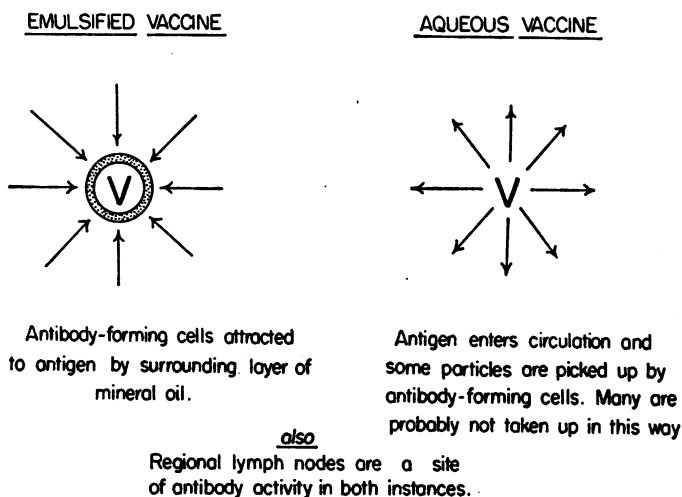 EMULSIFIED VACCINE
AQUEOUS VACCINE
V
V
Antibody-forming cells attracted
to antigen by surrounding layer of
mineral oil.
Antigen enters circulation and
some particles are picked up by
antibody-forming cells. Many are
probably not taken up in this way
also
Regional lymph nodes are a site
of antibody activity in both instances.